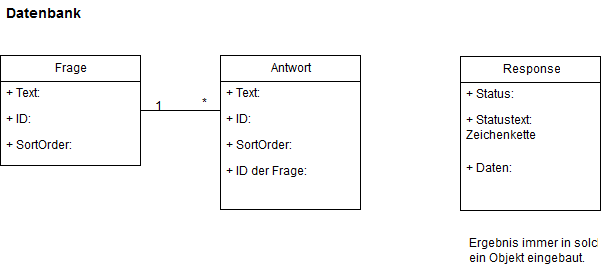 Datenbank
Frage
+ Text:
+ ID:
+ SortOrder:
1
*
Antwort
+ Text:
+ ID:
+ SortOrder:
+ ID der Frage:
Response
+ Status:
+ Statustext:
Zeichenkette
+ Daten:
Ergebnis immer in solc
ein Objekt eingebaut.